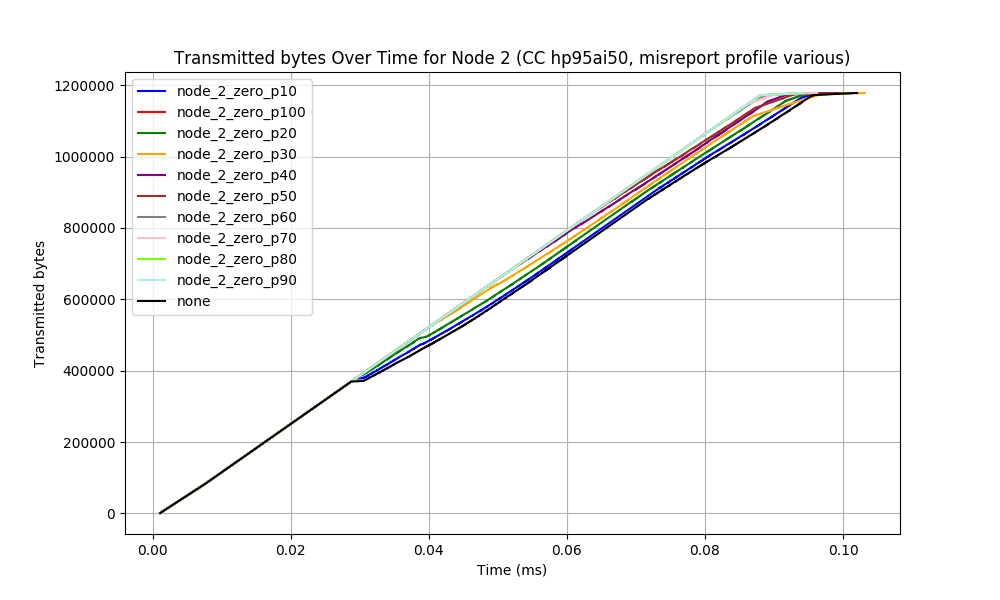 Transmitted bytes Over Time for Node 2 (CC hp95ai50, misreport profile various)
Transmitted bytes
1200000
1000000
800000
600000
400000
200000
0
node_2_zero_p10
node_2_zero_p100
node_2_zero_p20
node_2_zero_p30
node_2_zero_p40
node_2_zero_p50
node_2_zero_p60
node_2_zero_p70
node_2_zero_p80
node_2_zero_p90
none
0.00 0.02 0.04 0.06 0.08 0.10
Time (ms)